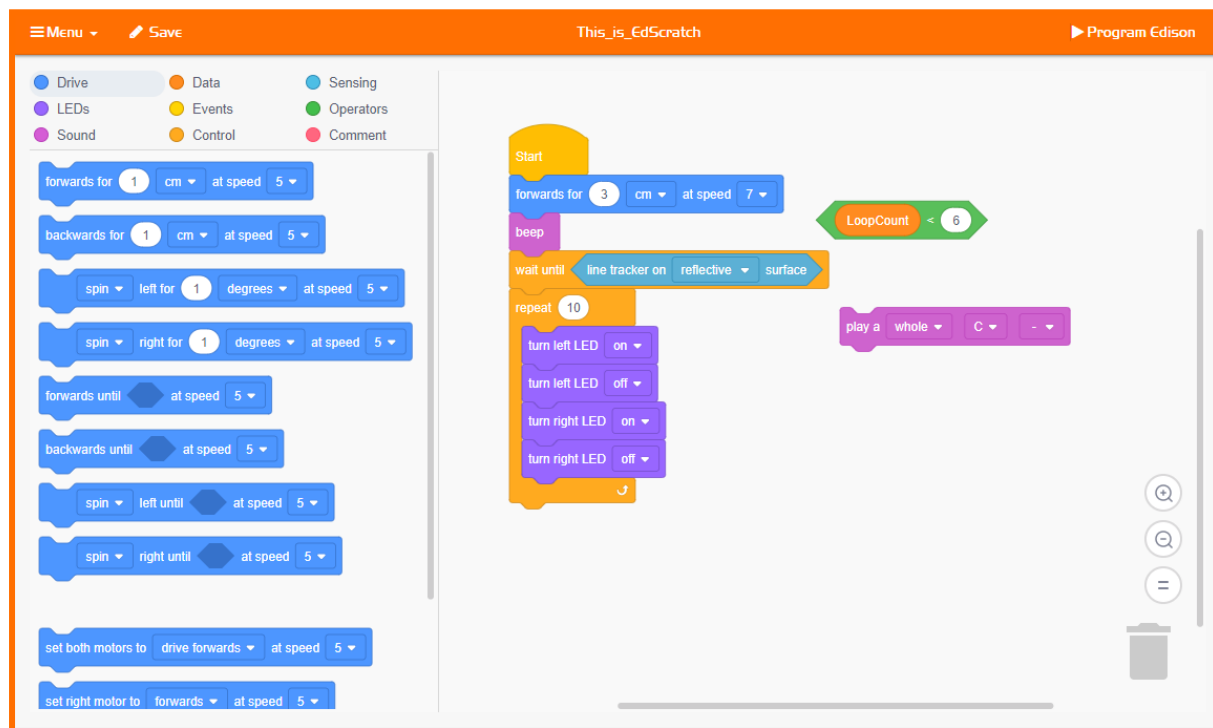 Menu Save This_is_EdScratch Program Edison
Drive Data Sensing
LEDs Events Operators
Sound Control Comment
forwards for 1 cm at speed 5
backwards for 1 cm at speed 5
spin left for 1 degrees at speed 5
spin right for 1 degrees at speed 5
forwards until at speed 5
backwards until at speed 5
spin left until at speed 5
spin right until at speed 5
set both motors to drive forwards at speed 5
set right motor to forwards at speed 5
Start
forwards for 3 cm at speed 7
beep
wait until line tracker on reflective surface
repeat 10
turn left LED on
turn left LED off
turn right LED on
turn right LED off
LoopCount < 6
play a whole C -